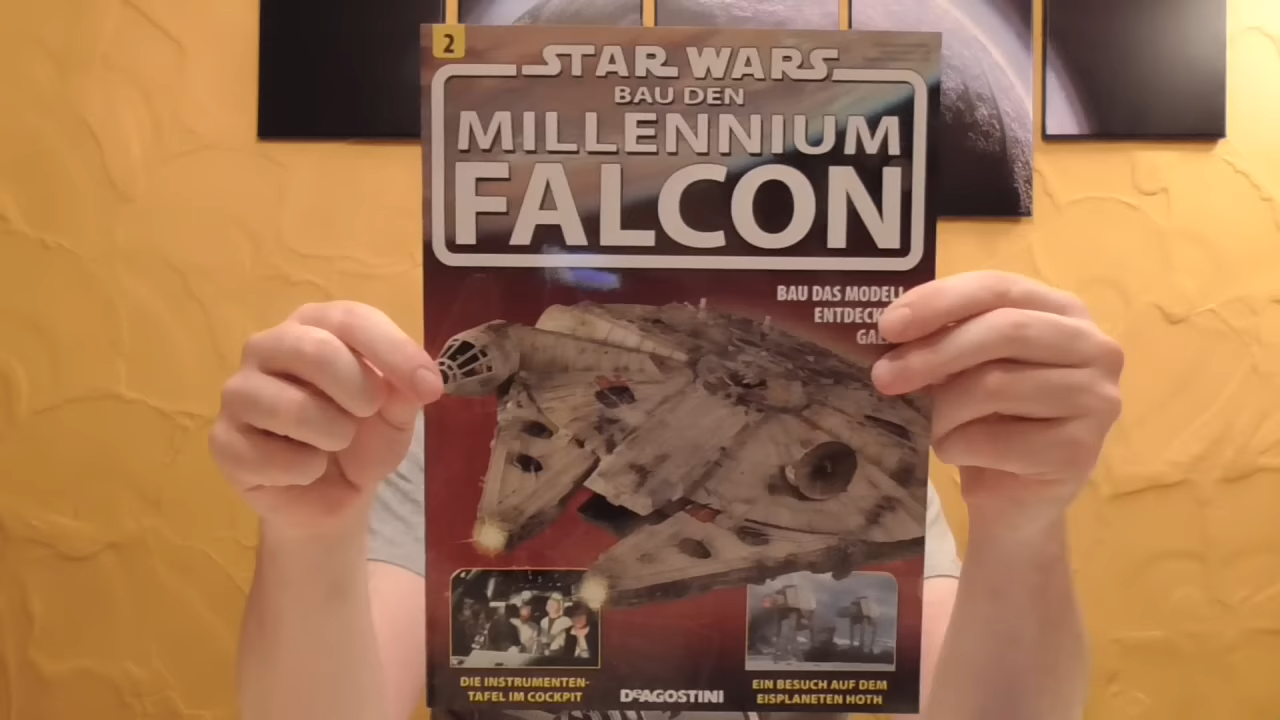 2
STAR WARS
BAU DEN
MILLENNIUM
FALCON
BAU DAS MODELL
DIE INSTRUMENTEN-
TAFEL IM COCKPIT
DEAGOSTINI
EIN BESUCH AUF DEM
EISPLANETEN HOTH